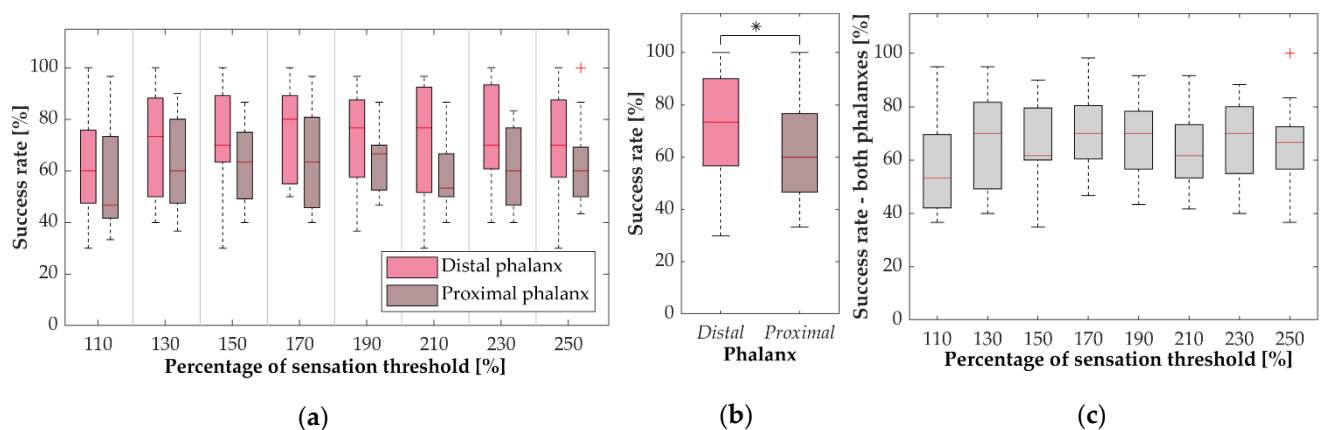 Success rate [%]
100
80
60
40
20
0
110 130 150 170 190 210 230 250
Percentage of sensation threshold [%]
Distal phalanx
Proximal phalanx
(a)
Success rate [%]
100
80
60
40
20
0
*
Distal Proximal
Phalanx
(b)
Success rate - both phalanxes [%]
100
80
60
40
20
0
110 130 150 170 190 210 230 250
Percentage of sensation threshold [%]
(c)